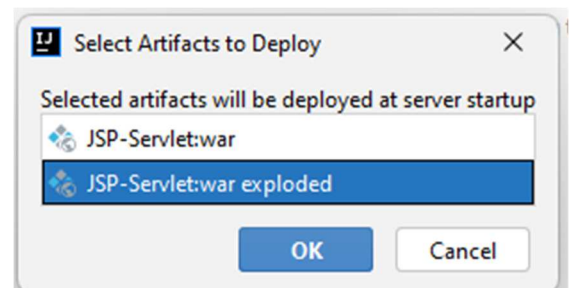 IJ
Select Artifacts to Deploy
Selected artifacts will be deployed at server startup
JSP-Servlet:war
JSP-Servlet:war exploded
OK
Cancel